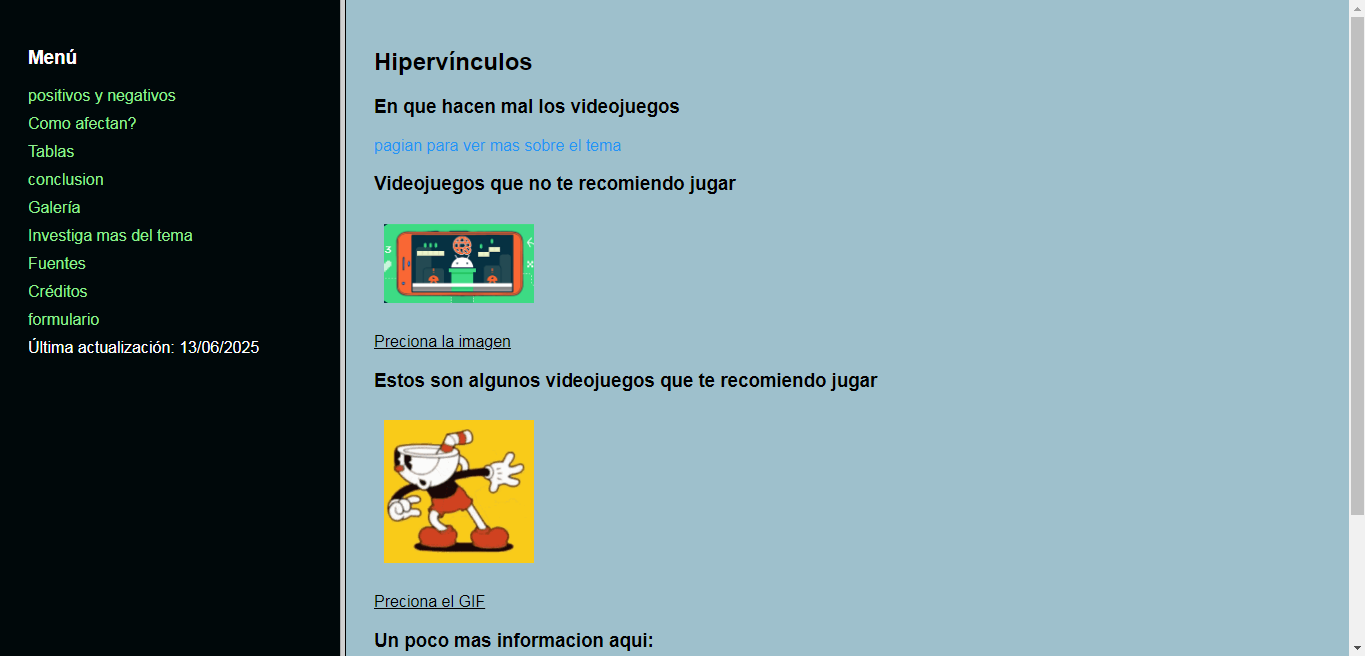 Menú
positivos y negativos
Como afectan?
Tablas
conclusion
Galería
Investiga mas del tema
Fuentes
Créditos
formulario
Última actualización: 13/06/2025
Hipervínculos
En que hacen mal los videojuegos
pagian para ver mas sobre el tema
Videojuegos que no te recomiendo jugar
3
Preciona la imagen
Estos son algunos videojuegos que te recomiendo jugar
Preciona el GIF
Un poco mas informacion aqui: